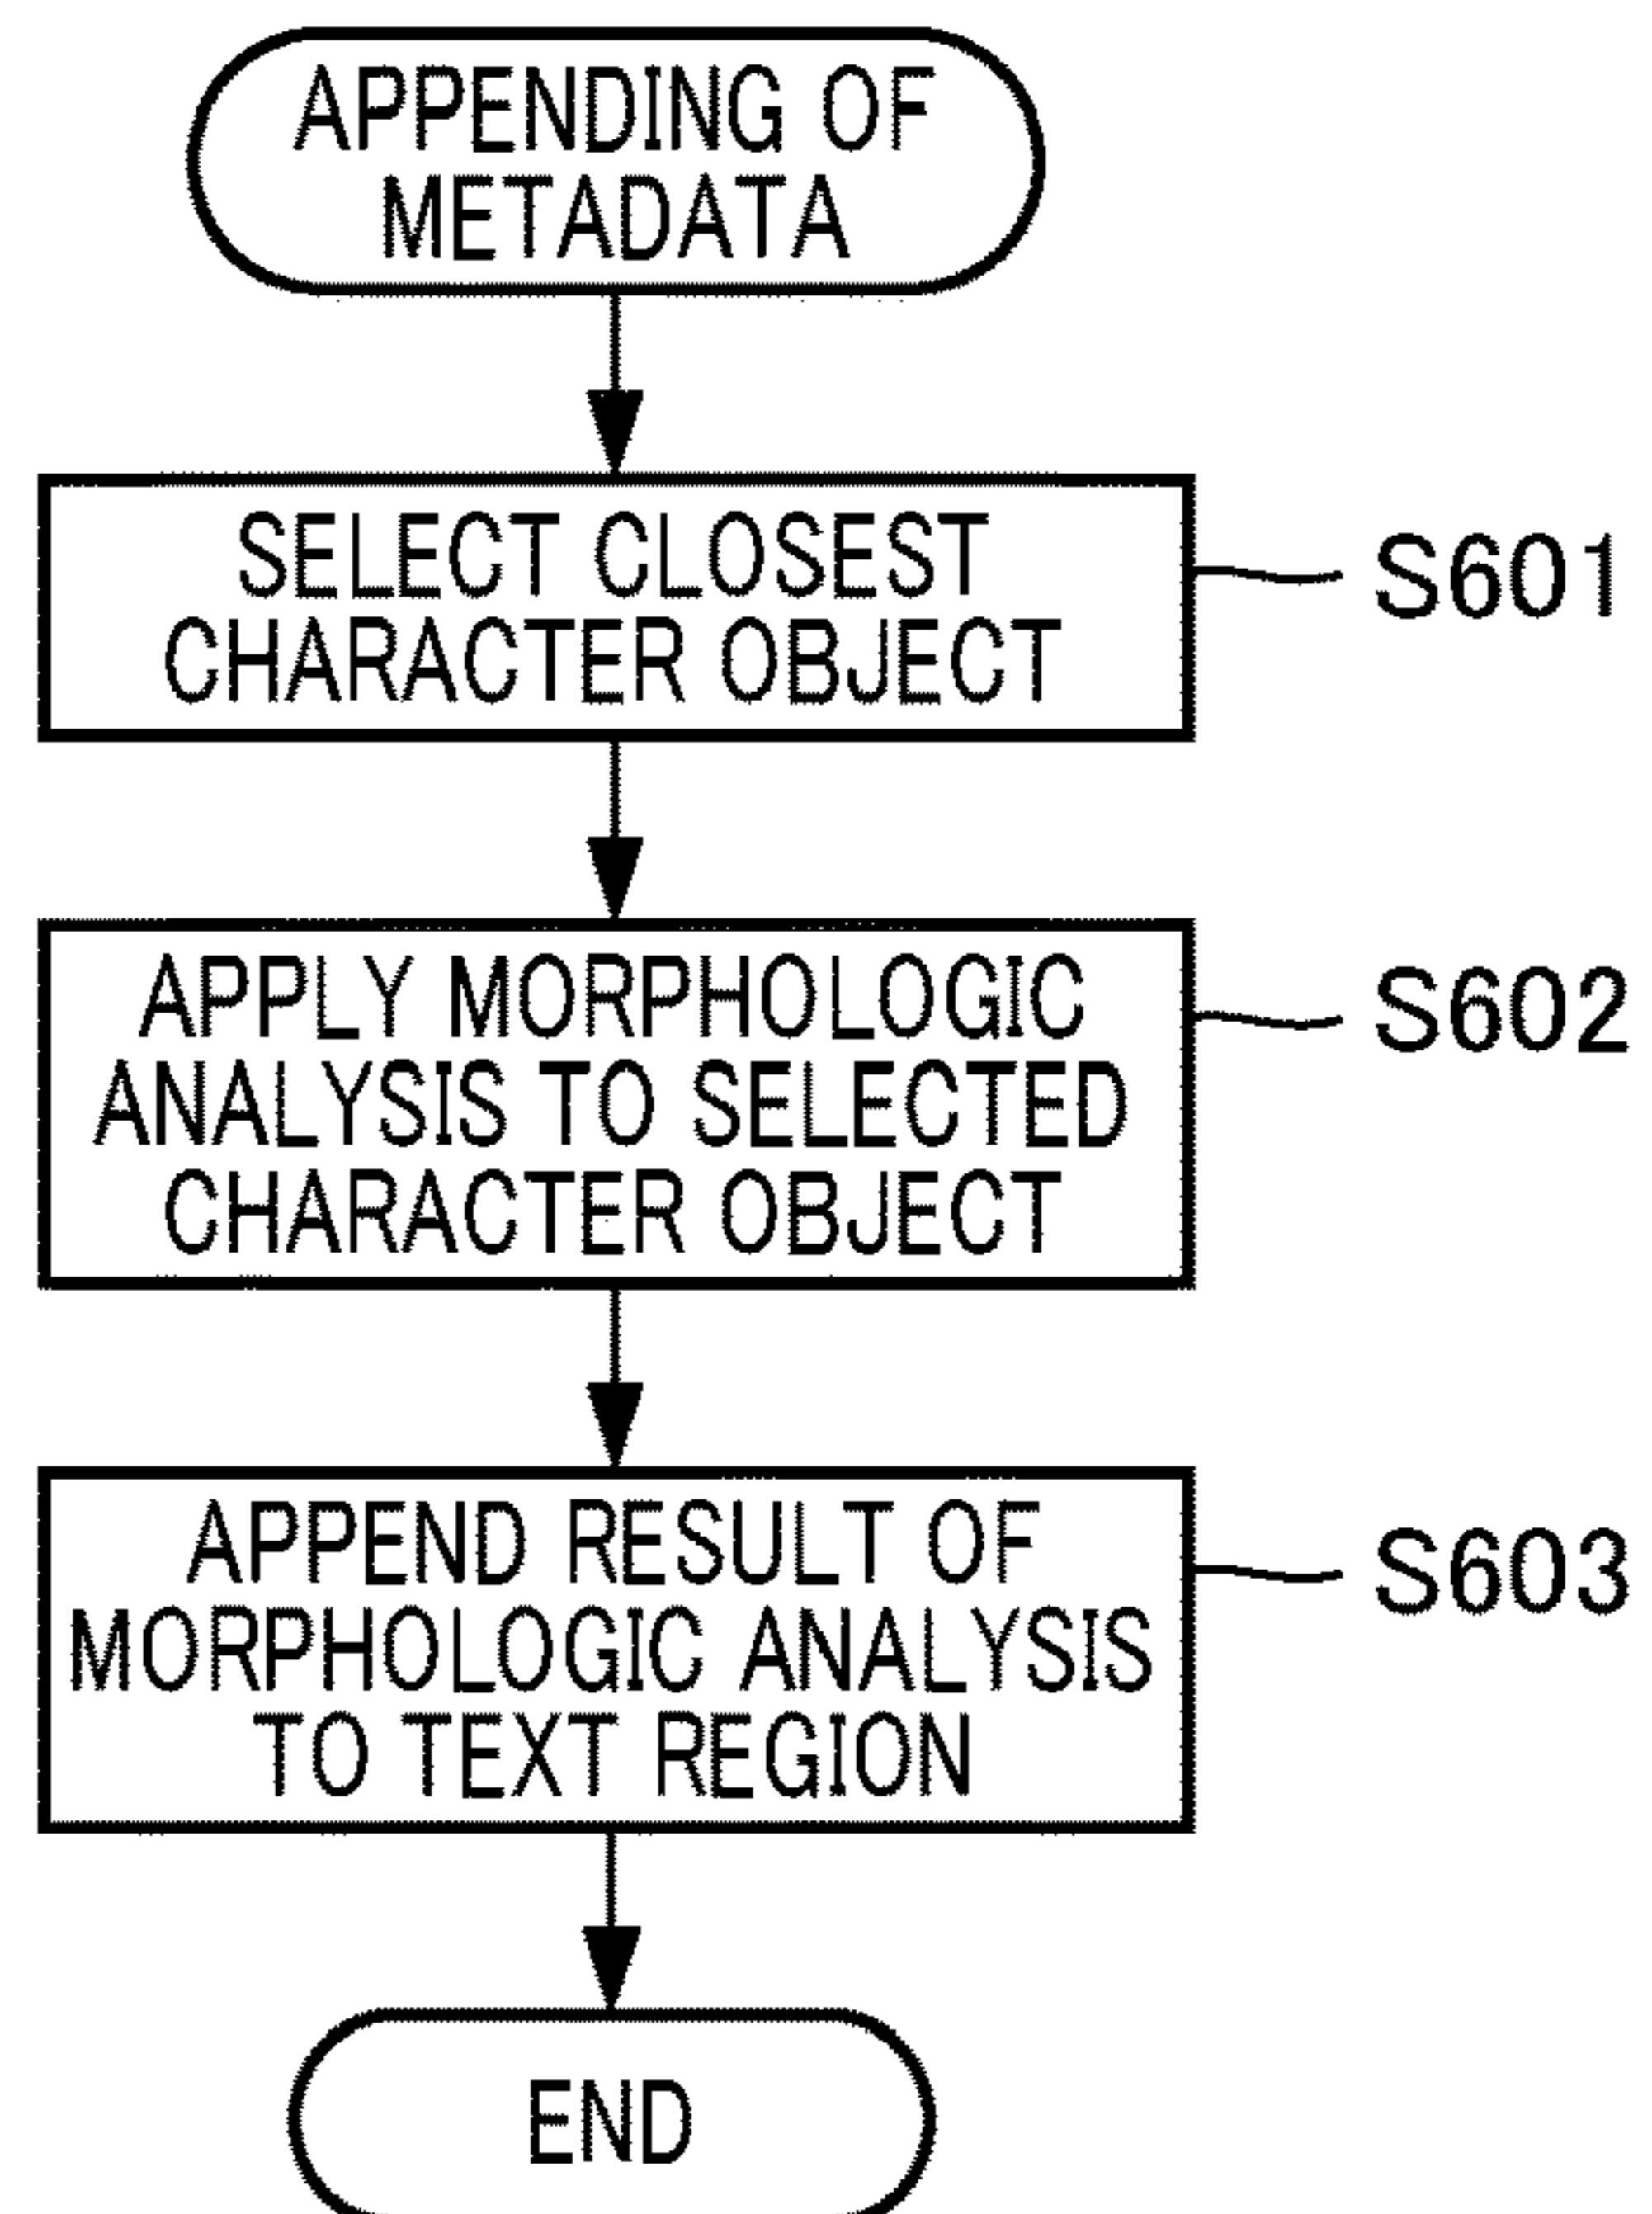 APPENDING OF
METADATA
SELECT CLOSEST
CHARACTER OBJECT
S601
APPLY MORPHOLOGIC
ANALYSIS TO SELECTED
CHARACTER OBJECT
S602
APPEND RESULT OF
MORPHOLOGIC ANALYSIS
TO TEXT REGION
S603
END